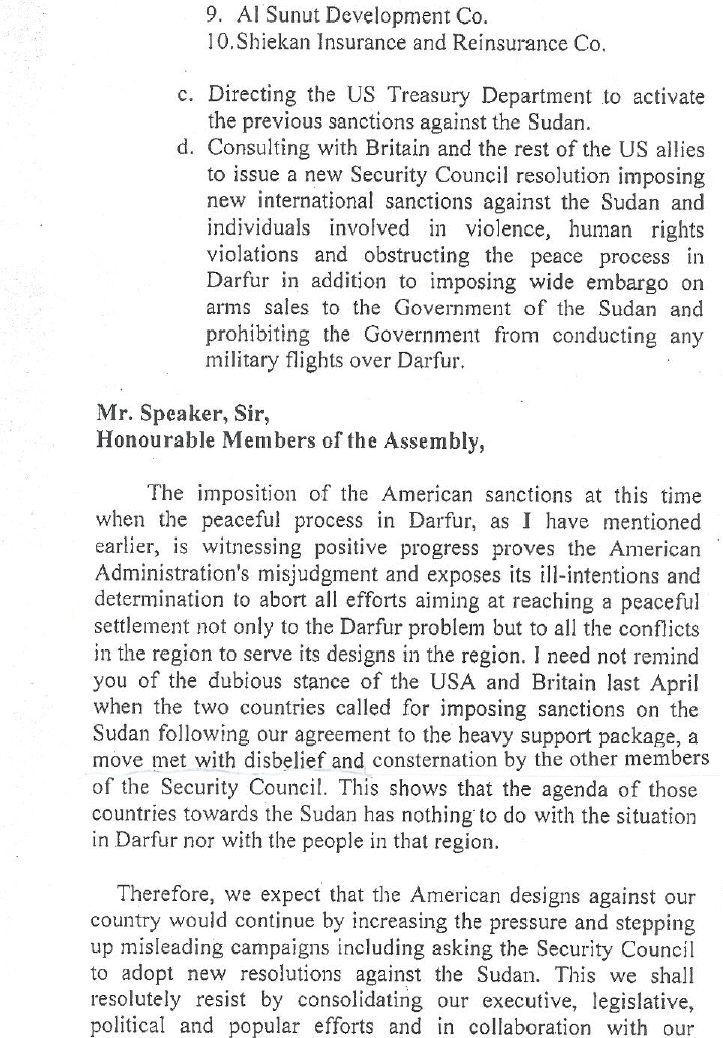 9. Al Sunut Development Co.
10.Shiekan Insurance and Reinsurance Co.
c. Directing the US Treasury Department to activate
the previous sanctions against the Sudan.
d. Consulting with Britain and the rest of the US allies
to issue a new Security Council resolution imposing
new international sanctions against the Sudan and
individuals involved in violence, human rights
violations and obstructing the peace process in
Darfur in addition to imposing wide embargo on
arms sales to the Government of the Sudan and
prohibiting the Government from conducting any
military flights over Darfur.
Mr. Speaker, Sir,
Honourable Members of the Assembly,
The imposition of the American sanctions at this time
when the peaceful process in Darfur, as I have mentioned
earlier, is witnessing positive progress proves the American
Administration's misjudgment and exposes its ill-intentions and
determination to abort all efforts aiming at reaching a peaceful
settlement not only to the Darfur problem but to all the conflicts
in the region to serve its designs in the region. I need not remind
you of the dubious stance of the USA and Britain last April
when the two countries called for imposing sanctions on the
Sudan following our agreement to the heavy support package, a
move met with disbelief and consternation by the other members
of the Security Council. This shows that the agenda of those
countries towards the Sudan has nothing to do with the situation
in Darfur nor with the people in that region.
Therefore, we expect that the American designs against our
country would continue by increasing the pressure and stepping
up misleading campaigns including asking the Security Council
to adopt new resolutions against the Sudan. This we shall
resolutely resist by consolidating our executive, legislative,
political and popular efforts and in collaboration with our